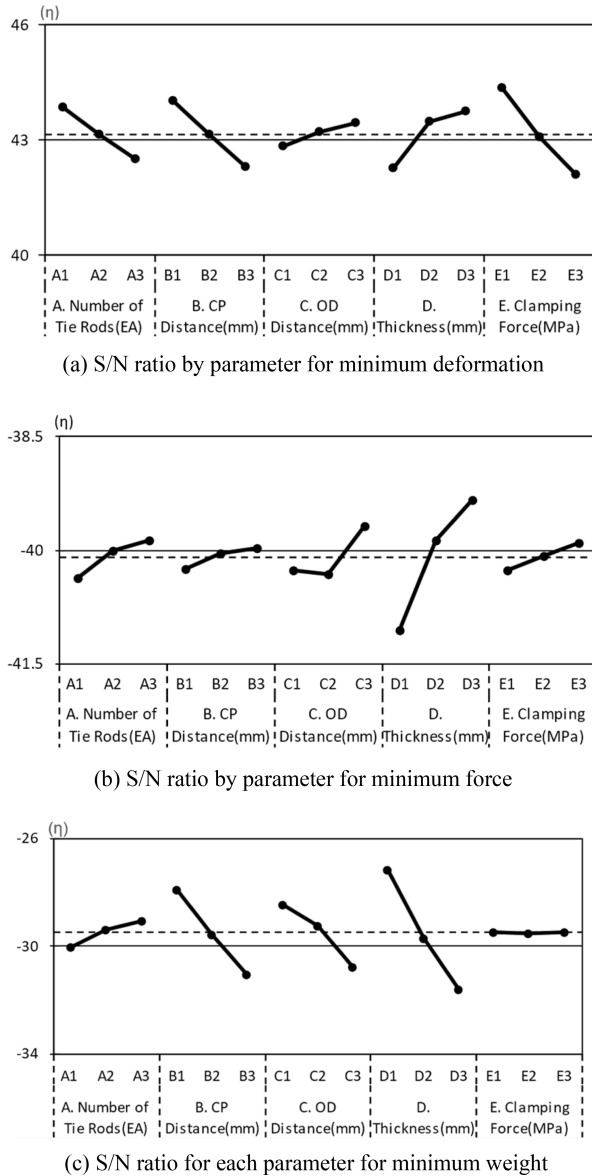 (η)
46
43
40
A1 A2 A3 B1 B2 B3 C1 C2 C3 D1 D2 D3 E1 E2 E3
A. Number of B. CP C. OD D. E. Clamping
Tie Rods(EA) Distance(mm) Distance(mm) Thickness(mm) Force(MPa)
(a) S/N ratio by parameter for minimum deformation
(η)
-38.5
-40
-41.5
A1 A2 A3 B1 B2 B3 C1 C2 C3 D1 D2 D3 E1 E2 E3
A. Number of B. CP C. OD D. E. Clamping
Tie Rods(EA) Distance(mm) Distance(mm) Thickness(mm) Force(MPa)
(b) S/N ratio by parameter for minimum force
(η)
-26
-30
-34
A1 A2 A3 B1 B2 B3 C1 C2 C3 D1 D2 D3 E1 E2 E3
A. Number of B. CP C. OD D. E. Clamping
Tie Rods(EA) Distance(mm) Distance(mm) Thickness(mm) Force(MPa)
(c) S/N ratio for each parameter for minimum weight